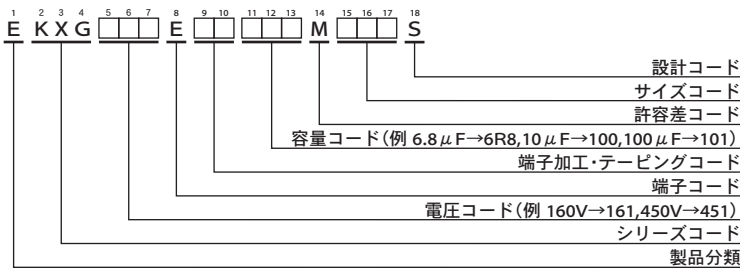 1 2 3 4 5 6 7 8 9 10 11 12 13 14 15 16 17 18
E KXG □□□ E □□ □□□ M □□□ S
設計コード
サイズコード
許容差コード
容量コード(例 6.8μF→6R8,10μF→100,100μF→101)
端子加工・テーピングコード
端子コード
電圧コード(例 160V→161,450V→451)
シリーズコード
製品分類